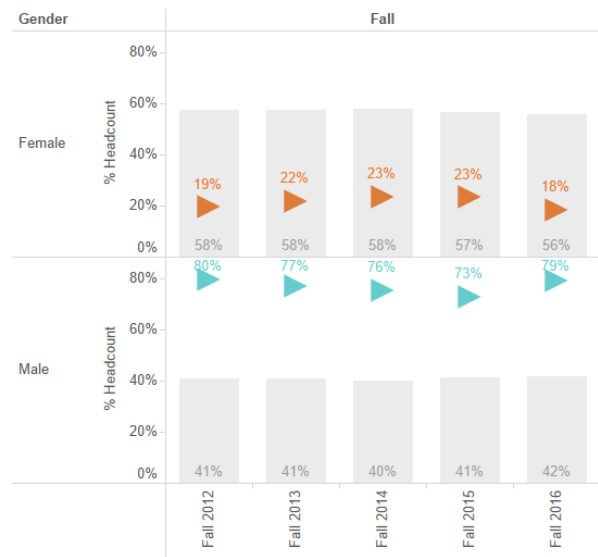 Gender Fall
80%
60%
40%
20%
0%
% Headcount
Female
19% 22% 23% 23% 18%
58% 58% 58% 57% 56%
80%
60%
40%
20%
0%
% Headcount
Male
80% 77% 76% 73% 79%
41% 41% 40% 41% 42%
Fall 2012
Fall 2013
Fall 2014
Fall 2015
Fall 2016